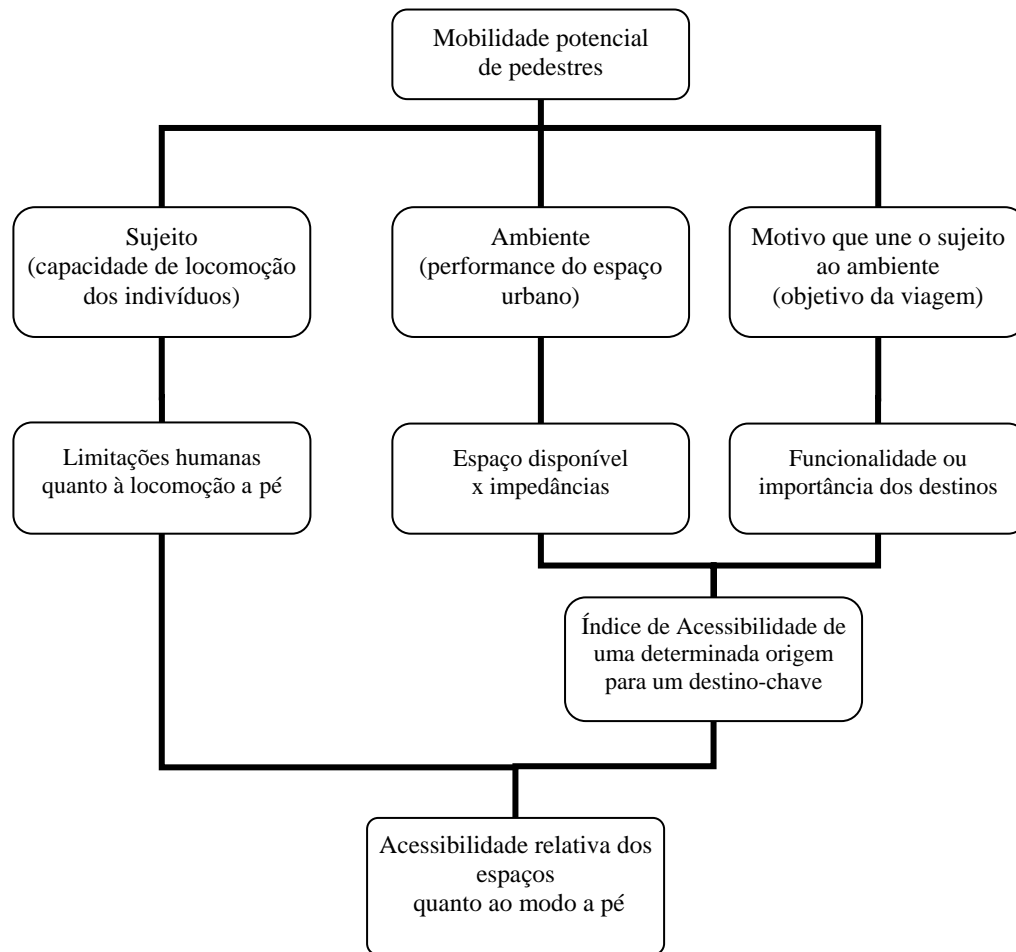 Mobilidade potencial
de pedestres
Sujeito
(capacidade de locomoção
dos indivíduos)
Ambiente
(performance do espaço
urbano)
Motivo que une o sujeito
ao ambiente
(objetivo da viagem)
Limitações humanas
quanto à locomoção a pé
Espaço disponível
x impedâncias
Funcionalidade ou
importância dos destinos
Índice de Acessibilidade de
uma determinada origem
para um destino-chave
Acessibilidade relativa dos
espaços
quanto ao modo a pé